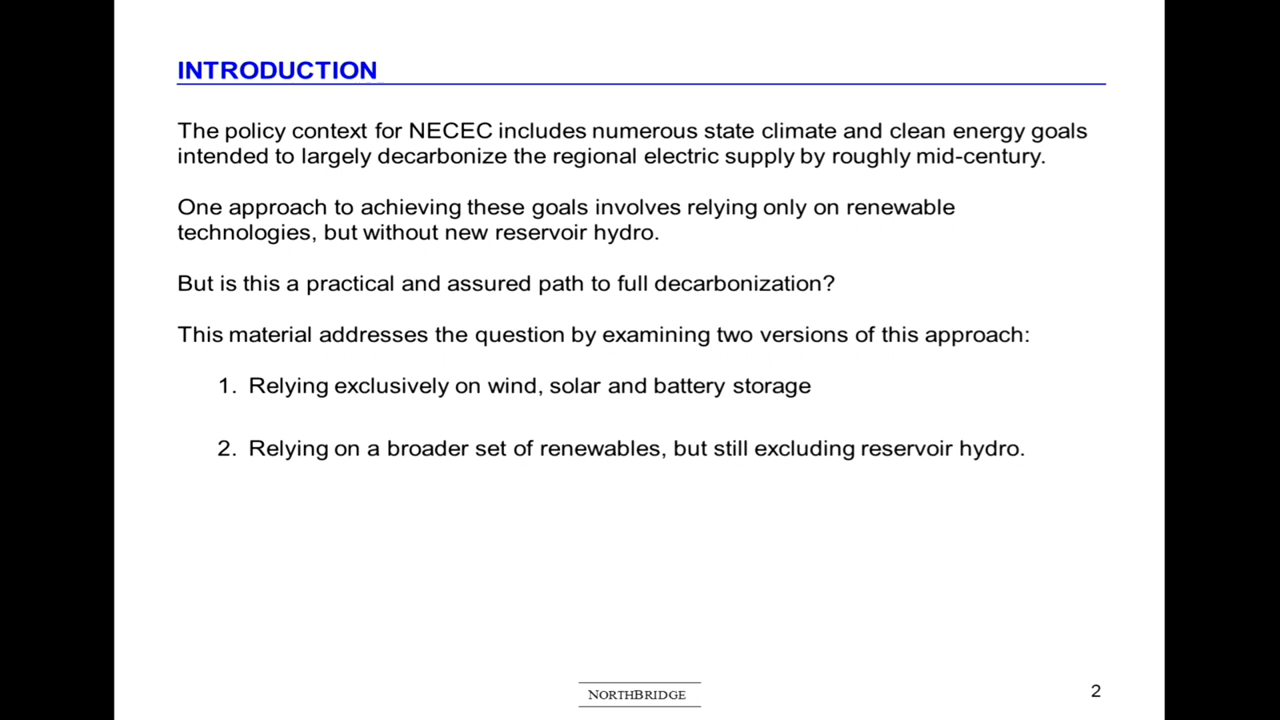 INTRODUCTION
The policy context for NECEC includes numerous state climate and clean energy goals
intended to largely decarbonize the regional electric supply by roughly mid-century.
One approach to achieving these goals involves relying only on renewable
technologies, but without new reservoir hydro.
But is this a practical and assured path to full decarbonization?
This material addresses the question by examining two versions of this approach:
1. Relying exclusively on wind, solar and battery storage
2. Relying on a broader set of renewables, but still excluding reservoir hydro.
NORTHBRIDGE
2